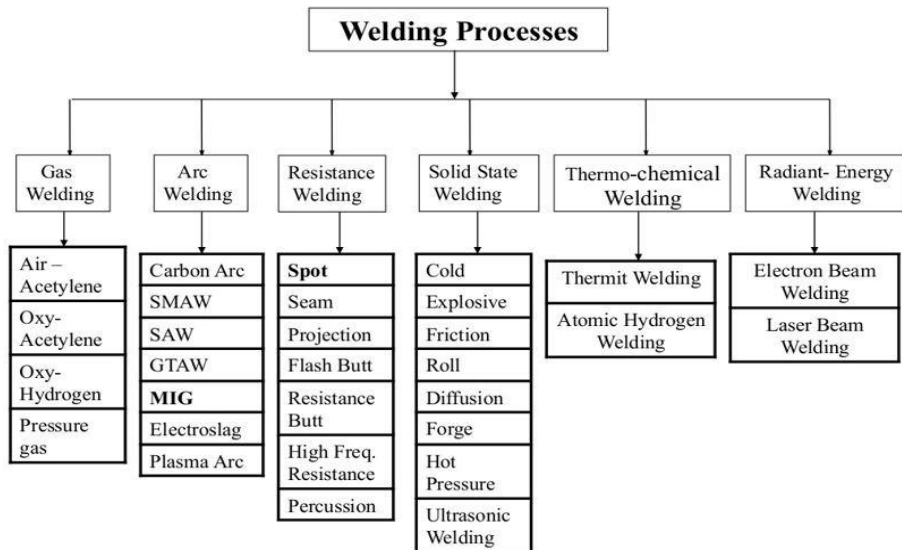 Welding Processes
Gas
Welding
Arc
Welding
Resistance
Welding
Solid State
Welding
Thermo-chemical
Welding
Radiant- Energy
Welding
Air –
Acetylene
Oxy-
Acetylene
Oxy-
Hydrogen
Pressure
gas
Carbon Arc
SMAW
SAW
GTAW
MIG
Electroslag
Plasma Arc
Spot
Seam
Projection
Flash Butt
Resistance
Butt
High Freq.
Resistance
Percussion
Cold
Explosive
Friction
Roll
Diffusion
Forge
Hot
Pressure
Ultrasonic
Welding
Thermit Welding
Atomic Hydrogen
Welding
Electron Beam
Welding
Laser Beam
Welding